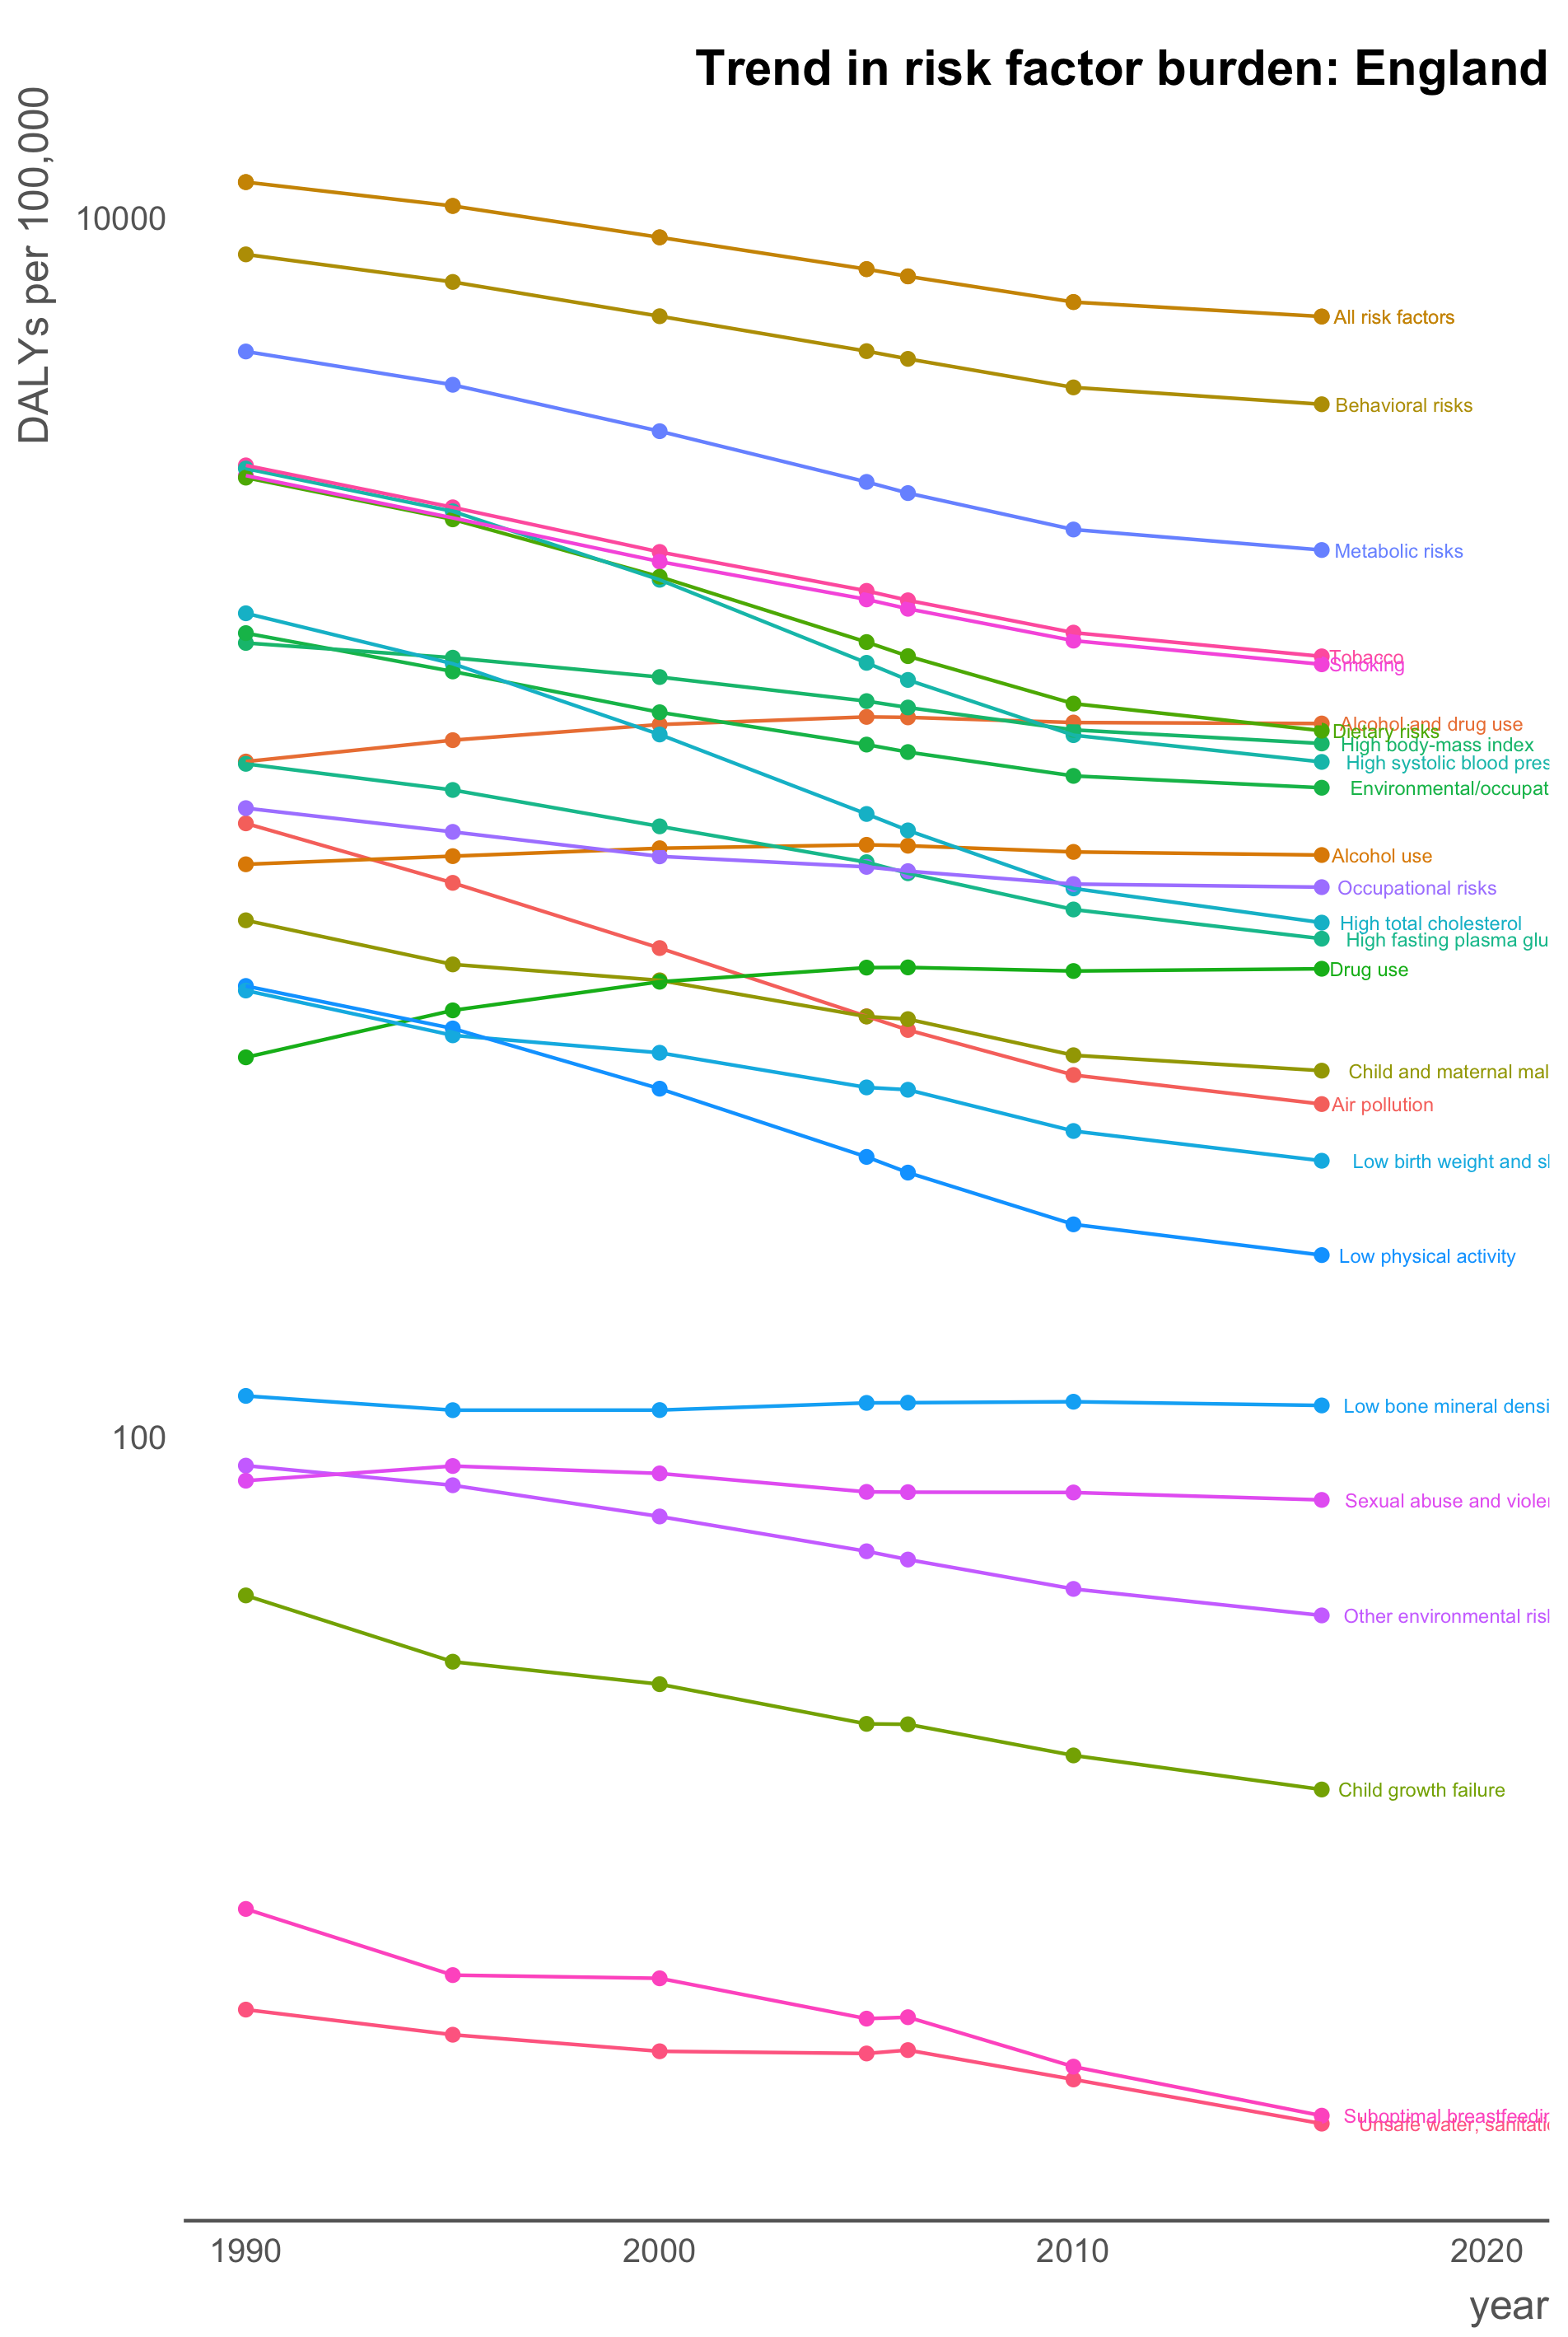 Trend in risk factor burden: England
DALYs per 100,000
10000
100
All risk factors
Behavioral risks
Metabolic risks
Tobacco
Smoking
Alcohol and drug use
Dietary risks
High body-mass index
High systolic blood pres
Environmental/occupat
Alcohol use
Occupational risks
High total cholesterol
High fasting plasma glu
Drug use
Child and maternal mal
Air pollution
Low birth weight and sh
Low physical activity
Low bone mineral densi
Sexual abuse and violen
Other environmental risk
Child growth failure
Suboptimal breastfeedin
Unsafe water, sanitatio
1990 2000 2010 2020
year